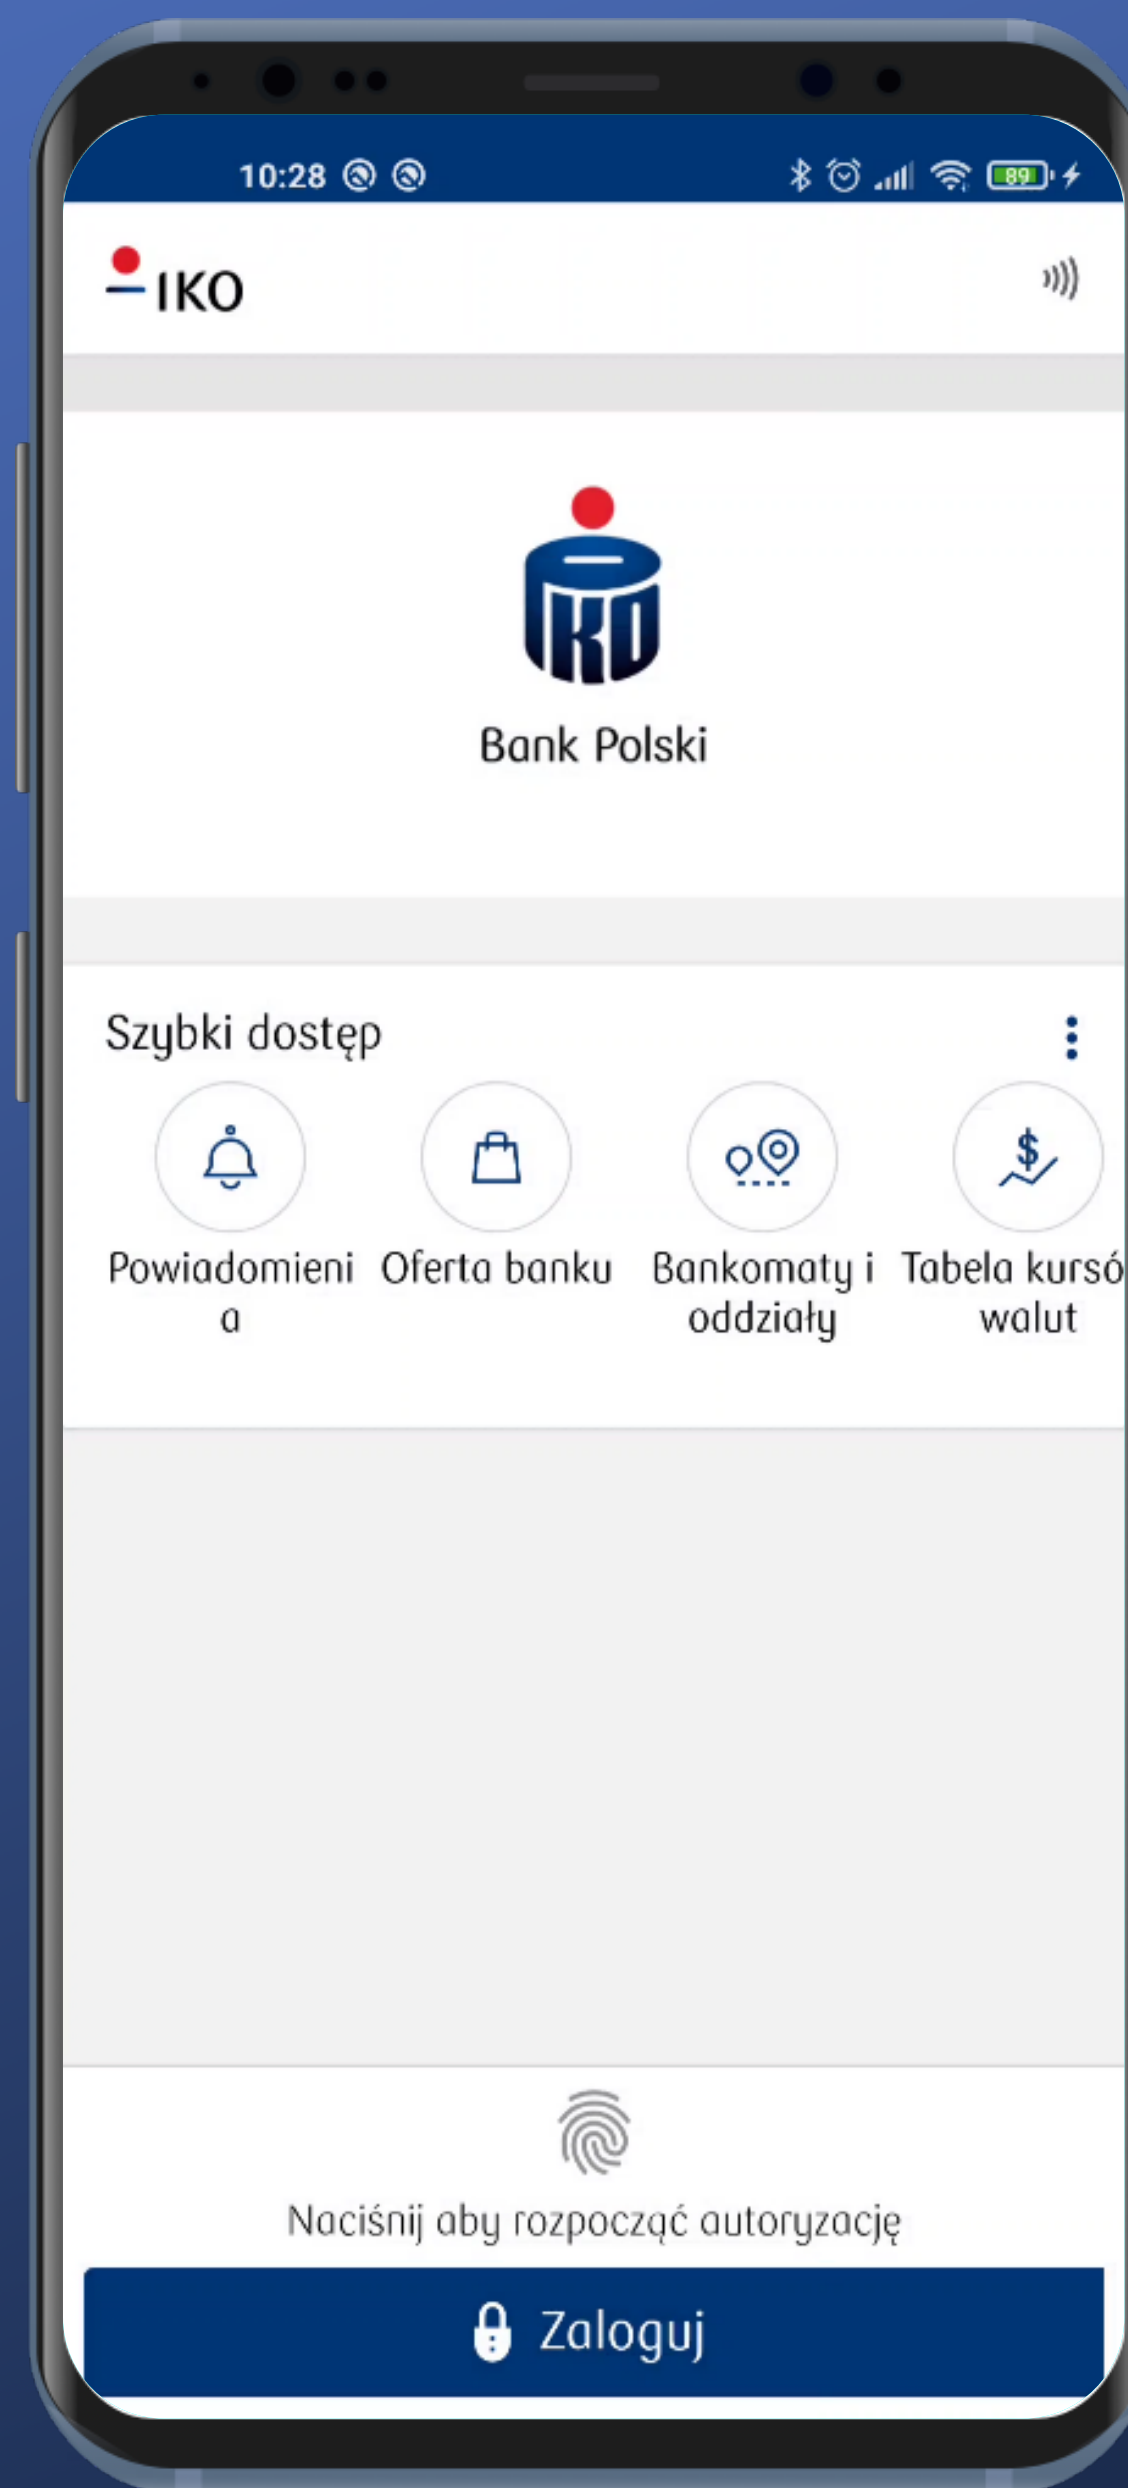 10:28
89
IKO
PKO
Bank Polski
Szybki dostęp
Powiadomieni
a
Oferta banku
Bankomaty i
oddziały
Tabela kursó
walut
Naciśnij aby rozpocząć autoryzację
Zaloguj